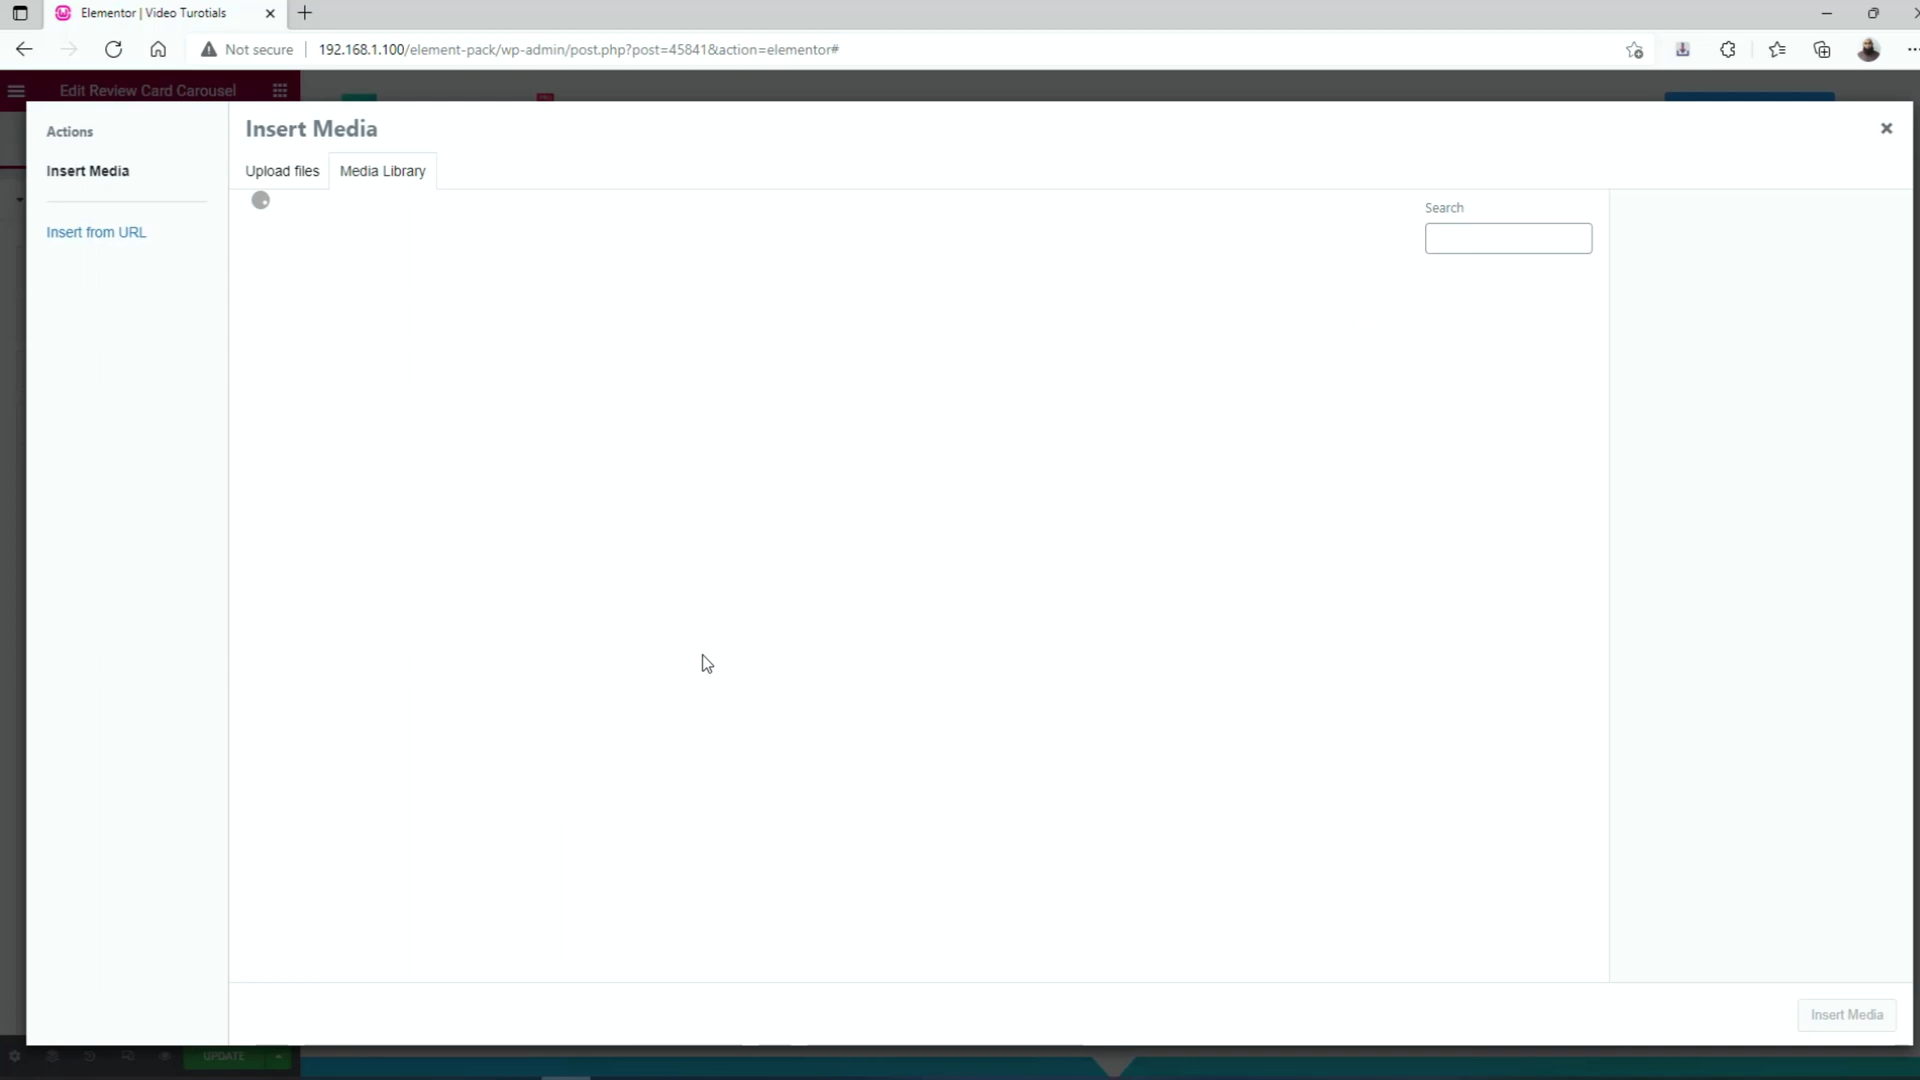 Elementor | Video Turotials
Not secure
192.168.1.100/element-pack/wp-admin/post.php?post=45841&action=elementor#
Edit Review Card Carousel
Actions
Insert Media
Insert from URL
Insert Media
Upload files
Media Library
Search
Insert Media
UPDATE